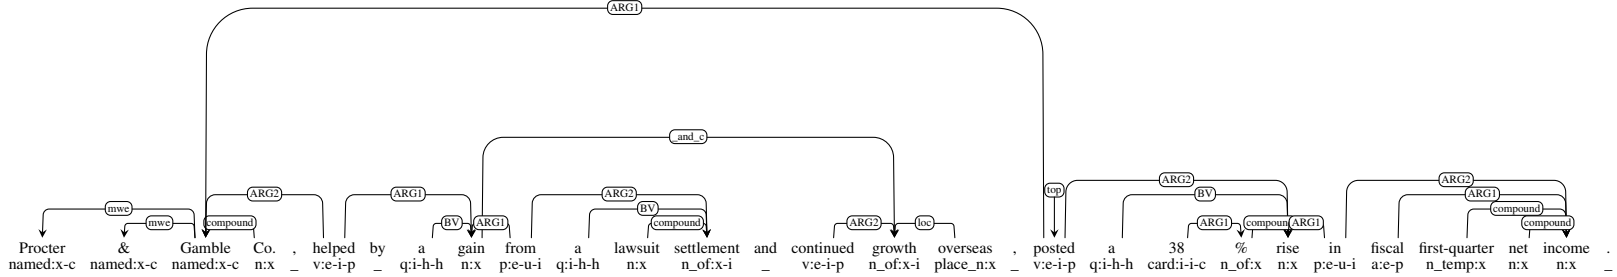 ARG1
_and_c
top ARG2
ARG2 ARG1 ARG2 BV ARG1
mwe BV compound
mwe compound BV ARG1 compound ARG2 loc ARG1 compoun ARG1 compound
Procter & Gamble Co. , helped by a gain from a lawsuit settlement and continued growth overseas , posted a 38 % rise in fiscal first-quarter net income .
named:x-c named:x-c named:x-c n:x _ v:e-i-p _ q:i-h-h n:x p:e-u-i q:i-h-h n:x n_of:x-i _ v:e-i-p n_of:x-i place_n:x _ v:e-i-p q:i-h-h card:i-i-c n_of:x n:x p:e-u-i a:e-p n_temp:x n:x n:x _